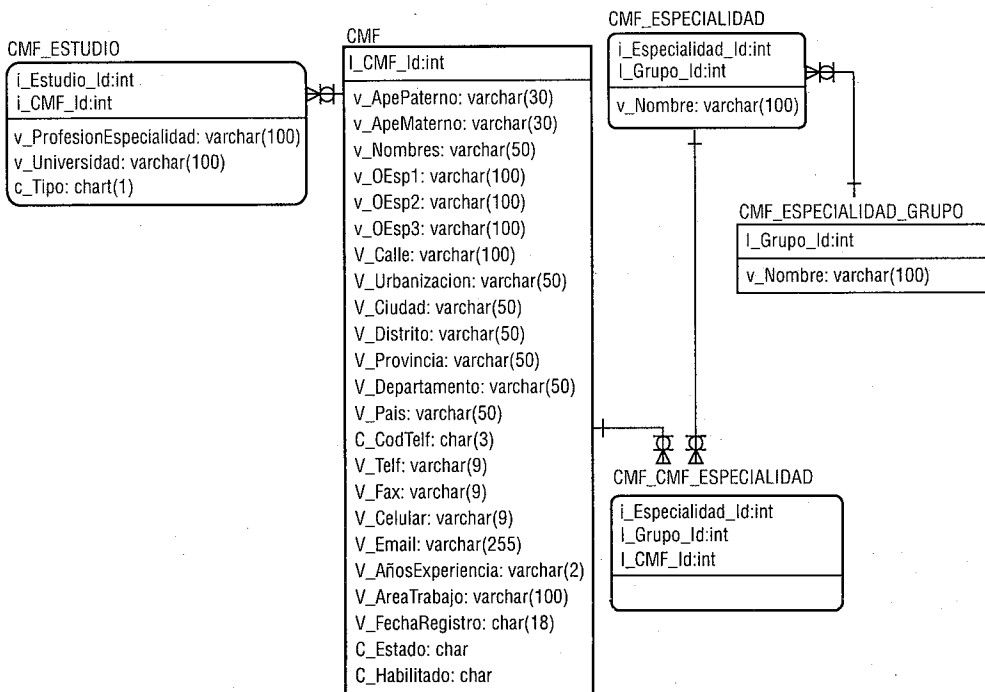 CMF_ESTUDIO
i_Estudio_Id:int
i_CMF_Id:int
v_ProfesionEspecialidad: varchar(100)
v_Universidad: varchar(100)
c_Tipo: chart(1)
CMF
I_CMF_Id:int
v_ApePaterno: varchar(30)
v_ApeMaterno: varchar(30)
v_Nombres: varchar(50)
v_OEsp1: varchar(100)
v_OEsp2: varchar(100)
v_OEsp3: varchar(100)
V_Calle: varchar(100)
V_Urbanizacion: varchar(50)
V_Ciudad: varchar(50)
V_Distrito: varchar(50)
V_Provincia: varchar(50)
V_Departamento: varchar(50)
V_Pais: varchar(50)
C_CodTelf: char(3)
V_Telf: varchar(9)
V_Fax: varchar(9)
V_Celular: varchar(9)
V_Email: varchar(255)
V_AñosExperiencia: varchar(2)
V_AreaTrabajo: varchar(100)
V_FechaRegistro: char(18)
C_Estado: char
C_Habilitado: char
CMF_ESPECIALIDAD
i_Especialidad_Id:int
I_Grupo_Id:int
v_Nombre: varchar(100)
CMF_ESPECIALIDAD_GRUPO
I_Grupo_Id:int
v_Nombre: varchar(100)
CMF_CMF_ESPECIALIDAD
i_Especialidad_Id:int
I_Grupo_Id:int
I_CMF_Id:int